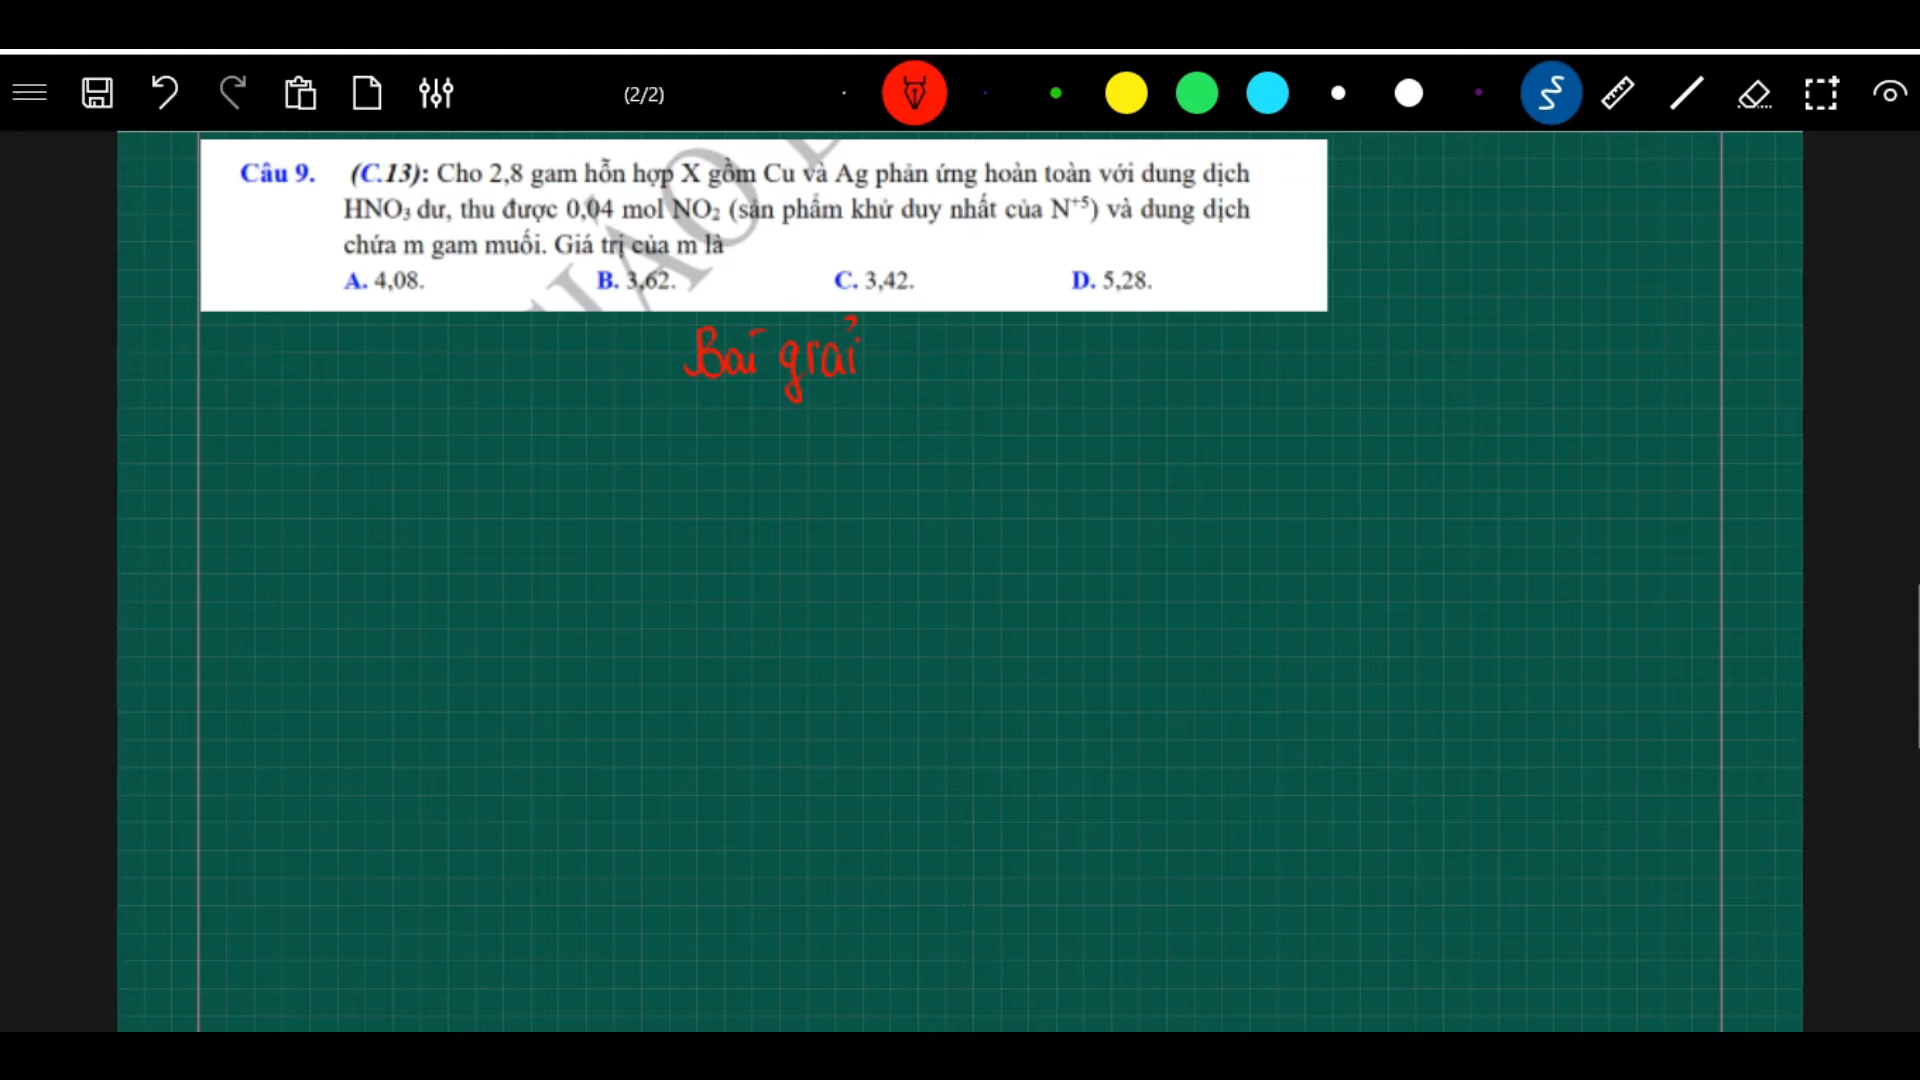 (2/2)
Câu 9. (C.13): Cho 2,8 gam hỗn hợp X gồm Cu và Ag phản ứng hoàn toàn với dung dịch
HNO₃ dư, thu được 0,04 mol NO₂ (sản phẩm khử duy nhất của N⁺⁵) và dung dịch
chứa m gam muối. Giá trị của m là
A. 4,08. B. 3,62. C. 3,42. D. 5,28.
Bài giải